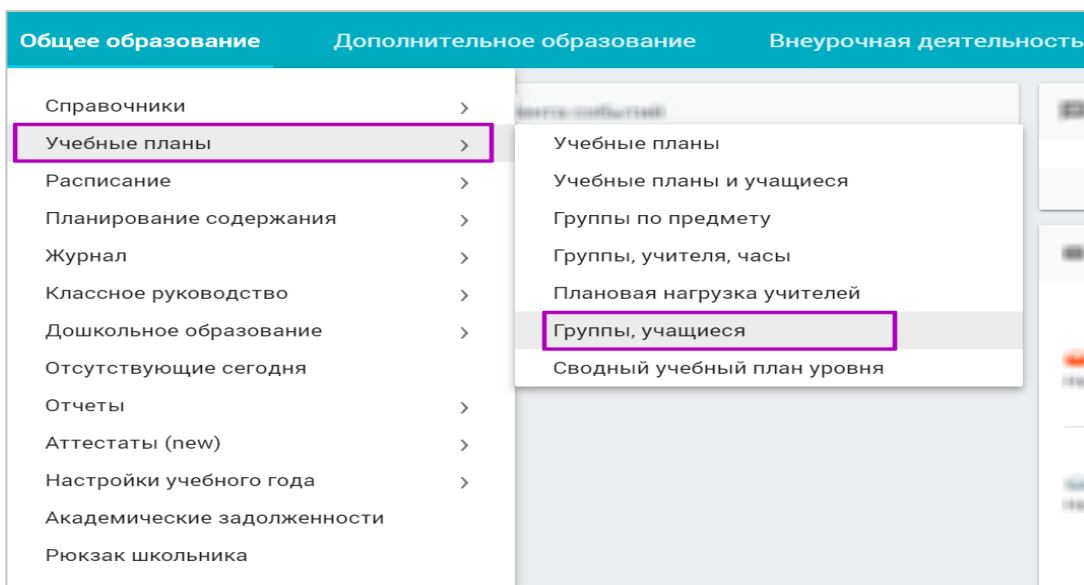 Общее образование Дополнительное образование Внеурочная деятельность
Справочники
Учебные планы
Расписание
Планирование содержания
Журнал
Классное руководство
Дошкольное образование
Отсутствующие сегодня
Отчеты
Аттестаты (new)
Настройки учебного года
Академические задолженности
Рюкзак школьника
Учебные планы
Учебные планы и учащиеся
Группы по предмету
Группы, учителя, часы
Плановая нагрузка учителей
Группы, учащиеся
Сводный учебный план уровня